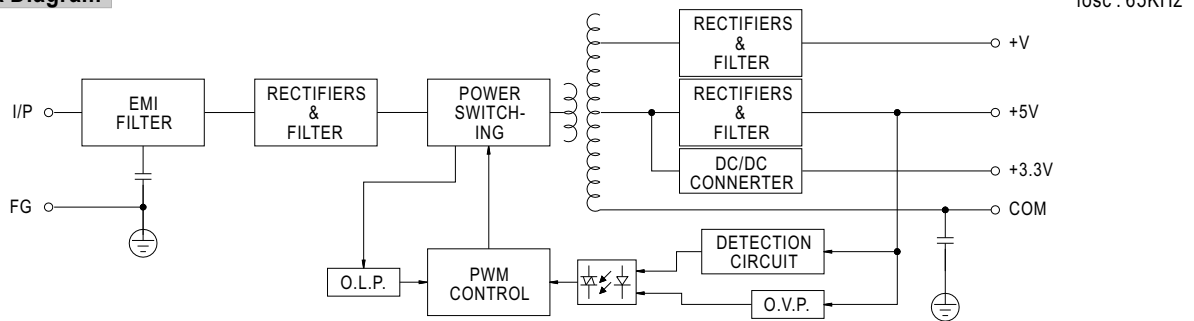 Diagram
fosc : 65KHz
RECTIFIERS
&
FILTER
+V
I/P
EMI
FILTER
RECTIFIERS
&
FILTER
POWER
SWITCH-
ING
RECTIFIERS
&
FILTER
+5V
DC/DC
CONNERTER
+3.3V
FG
COM
DETECTION
CIRCUIT
O.L.P.
PWM
CONTROL
O.V.P.